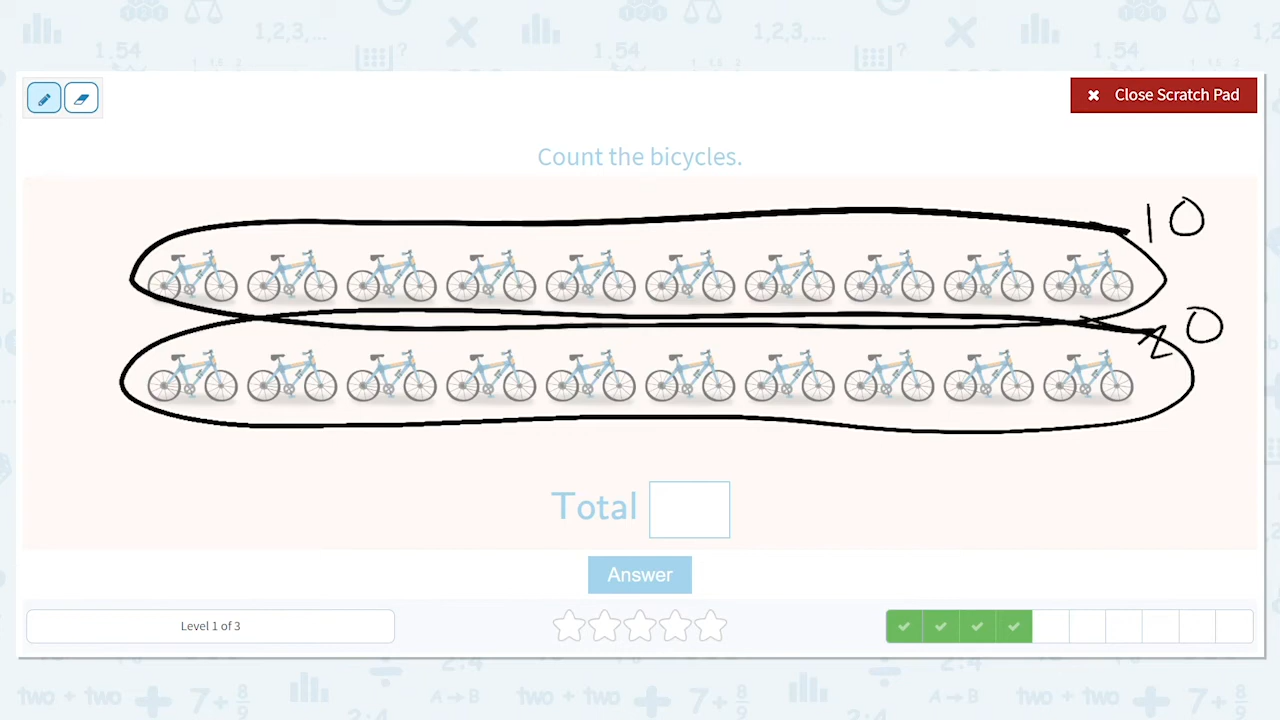 Close Scratch Pad
Count the bicycles.
10
20
Total
Answer
Level 1 of 3